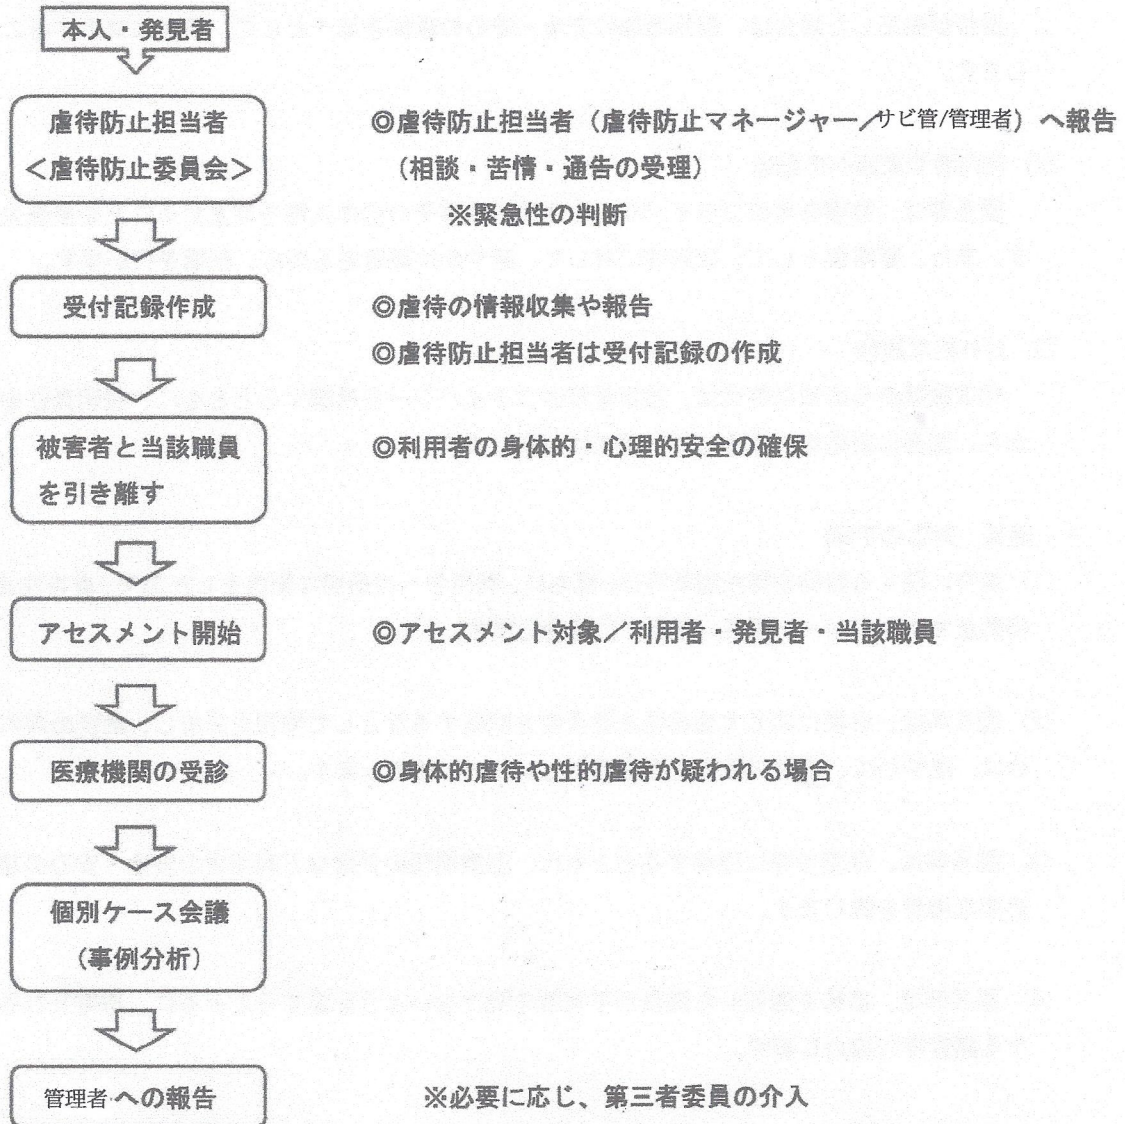 本人・発見者
虐待防止担当者
＜虐待防止委員会＞
◎虐待防止担当者（虐待防止マネージャー／サビ管/管理者）へ報告
（相談・苦情・通告の受理）
※緊急性の判断
受付記録作成
◎虐待の情報収集や報告
◎虐待防止担当者は受付記録の作成
被害者と当該職員
を引き離す
◎利用者の身体的・心理的安全の確保
アセスメント開始
◎アセスメント対象／利用者・発見者・当該職員
医療機関の受診
◎身体的虐待や性的虐待が疑われる場合
個別ケース会議
（事例分析）
管理者への報告
※必要に応じ、第三者委員の介入